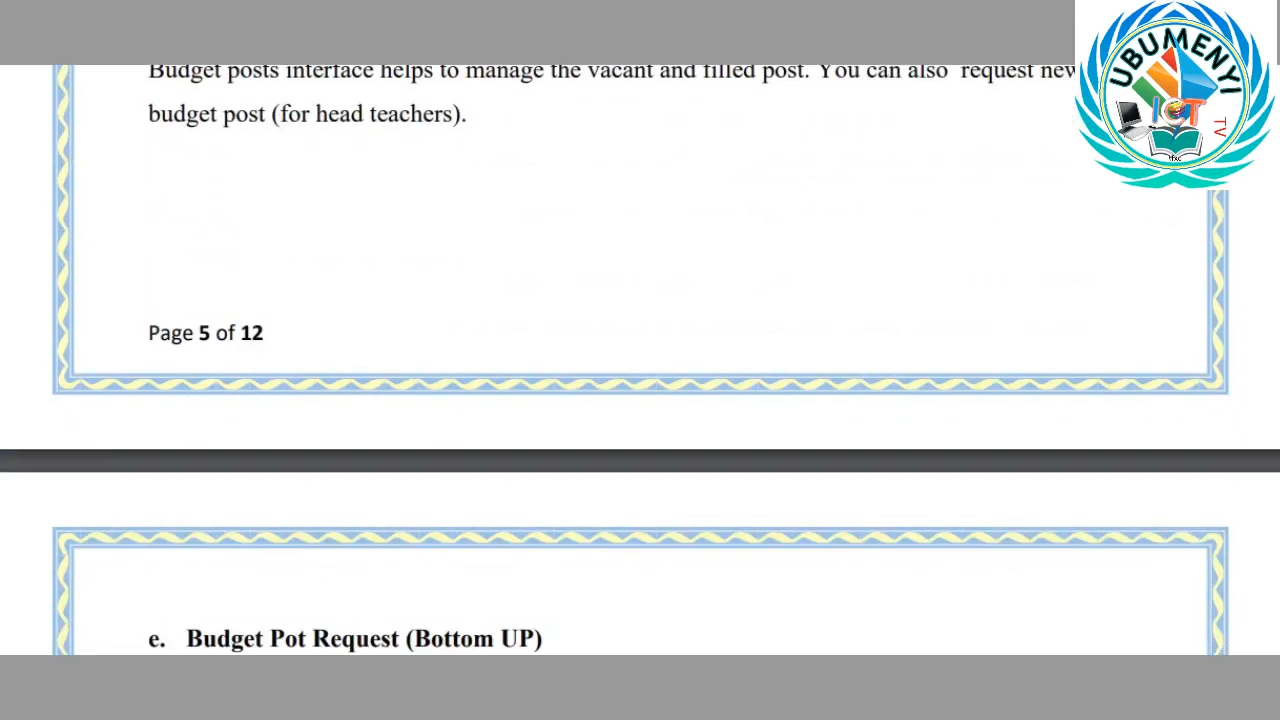 Budget posts interface helps to manage the vacant and filled post. You can also request new
budget post (for head teachers).
UBUMENYI
ICT
TV
Page 5 of 12
e. Budget Pot Request (Bottom UP)